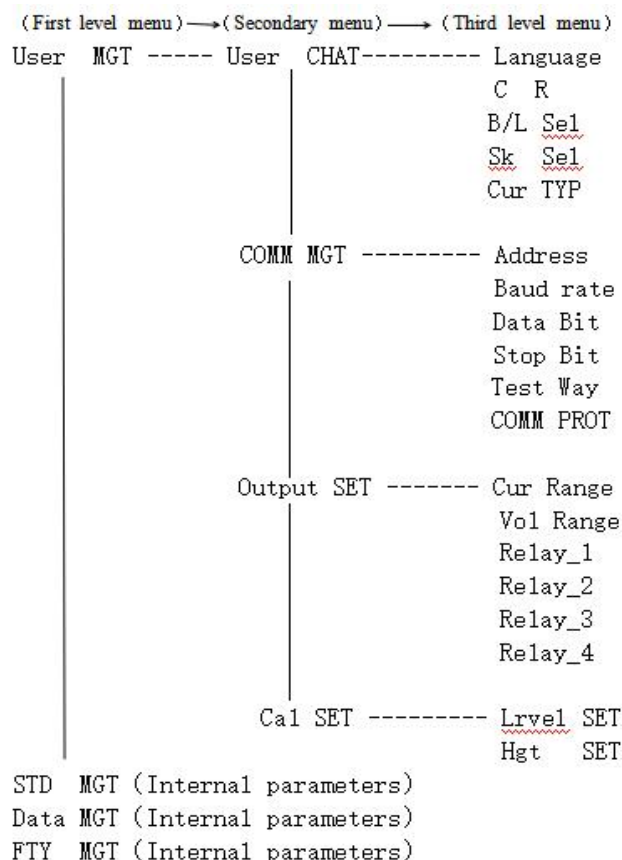 (First level menu)→(Secondary menu)→(Third level menu)
User MGT ----- User CHAT--------- Language
C R
B/L Sel
Sk Sel
Cur TYP
COMM MGT --------- Address
Baud rate
Data Bit
Stop Bit
Test Way
COMM PROT
Output SET ------- Cur Range
Vol Range
Relay_1
Relay_2
Relay_3
Relay_4
Cal SET --------- Lrvel SET
Hgt SET
STD MGT (Internal parameters)
Data MGT (Internal parameters)
FTY MGT (Internal parameters)